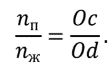 n_п / n_ж = Oc / Od.